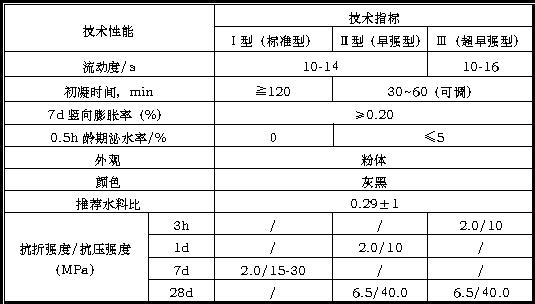 技术性能 技术指标
Ⅰ型（标准型） Ⅱ型（早强型） Ⅲ（超早强型）
流动度/s 10-14 10-16
初凝时间，min ≧120 30~60（可调）
7d竖向膨胀率（%） ≥0.20
0.5h龄期泌水率/% 0 ≤5
外观 粉体
颜色 灰黑
推荐水料比 0.29±1
抗折强度/抗压强度（MPa） 3h / / 2.0/10
1d / 2.0/10 /
7d 2.0/15-30 / /
28d / 6.5/40.0 6.5/40.0